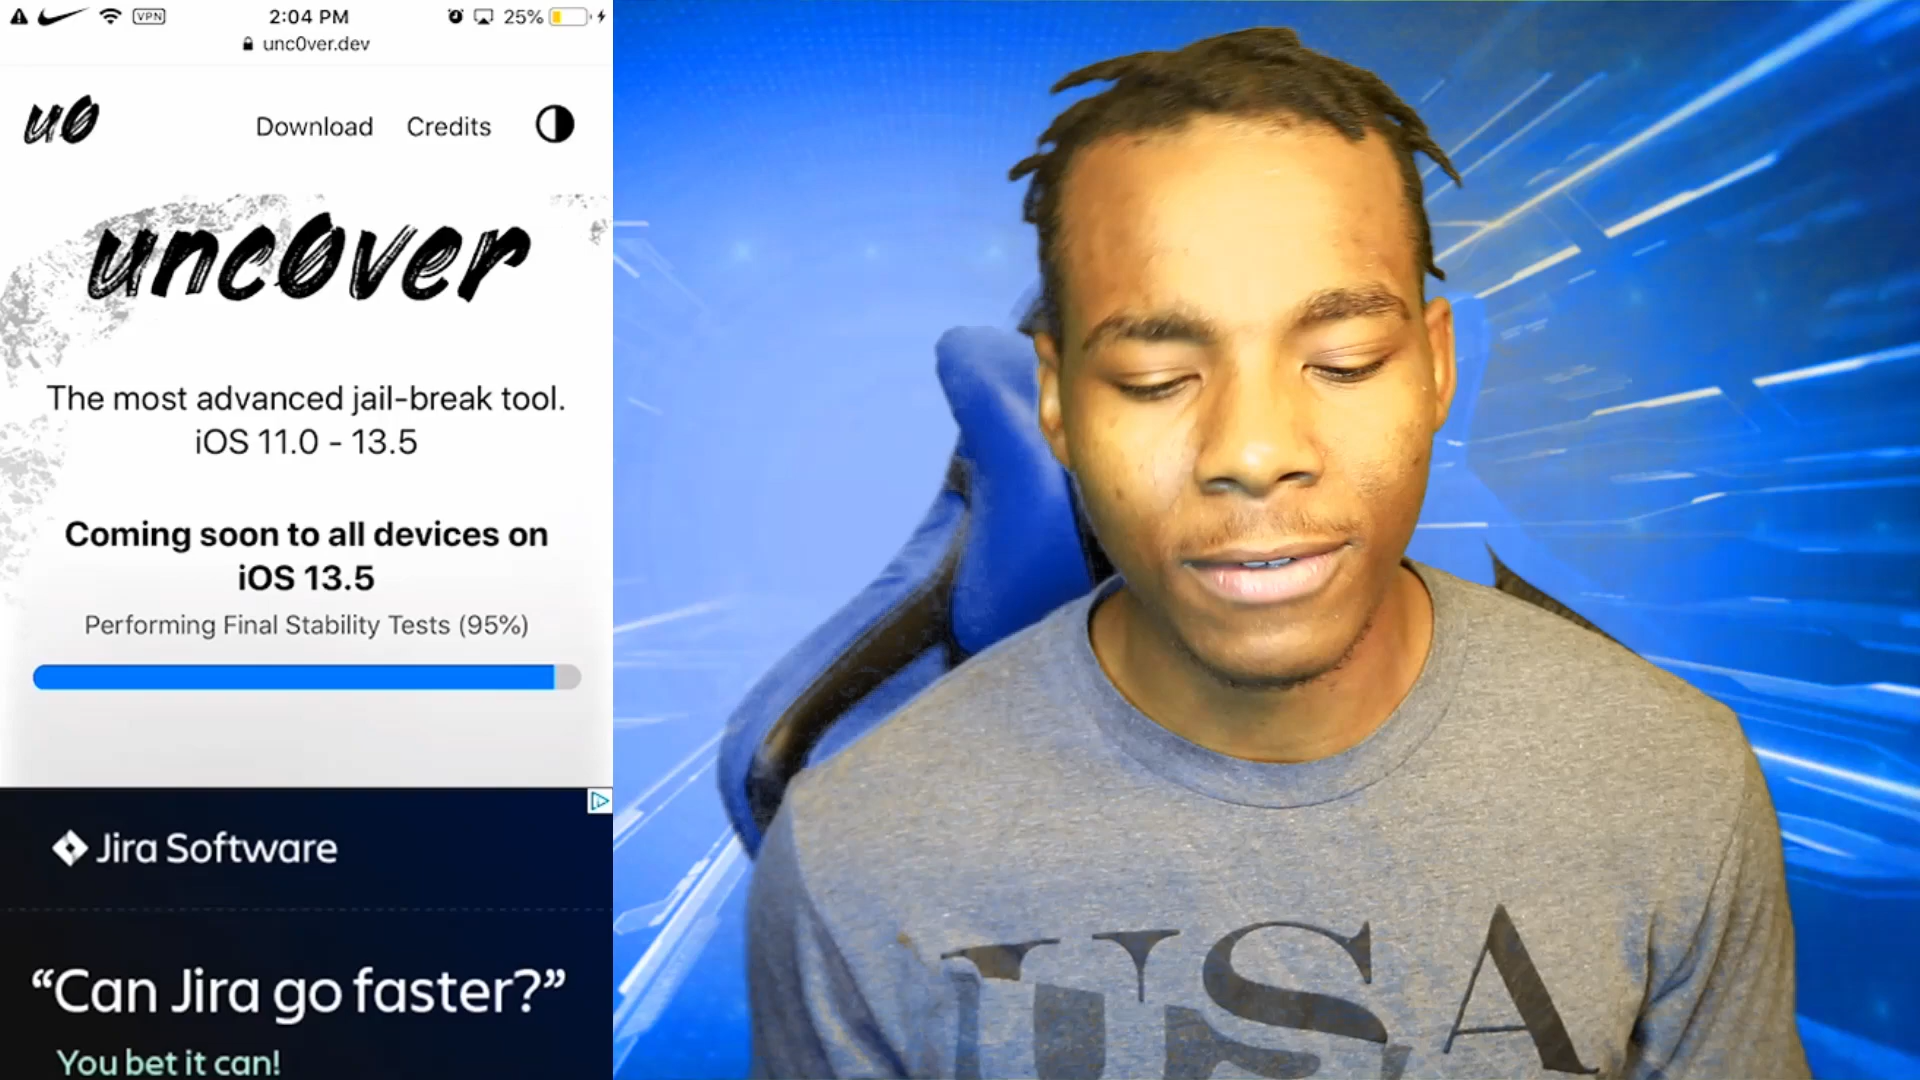 VPN 2:04 PM 25%
unc0ver.dev
u0 Download Credits
unc0ver
The most advanced jail-break tool.
iOS 11.0 - 13.5
Coming soon to all devices on
iOS 13.5
Performing Final Stability Tests (95%)
Jira Software
“Can Jira go faster?”
You bet it can!
USA